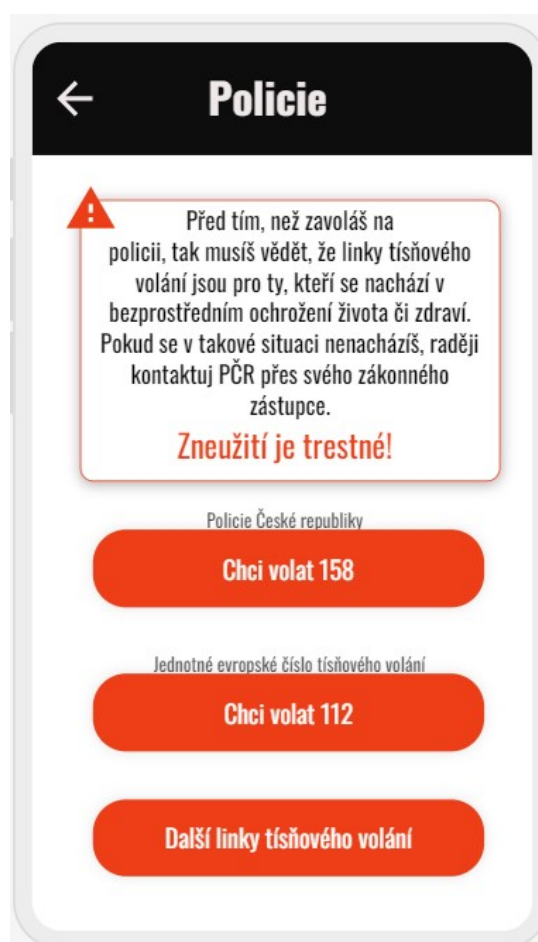 Policie
Před tím, než zavoláš na
policii, tak musíš vědět, že linky tísňového
volání jsou pro ty, kteří se nachází v
bezprostředním ochrožení života či zdraví.
Pokud se v takové situaci nenacházíš, raději
kontaktuj PČR přes svého zákonného
zástupce.
Zneužití je trestné!
Policie České republiky
Chci volat 158
Jednotné evropské číslo tísňového volání
Chci volat 112
Další linky tísňového volání